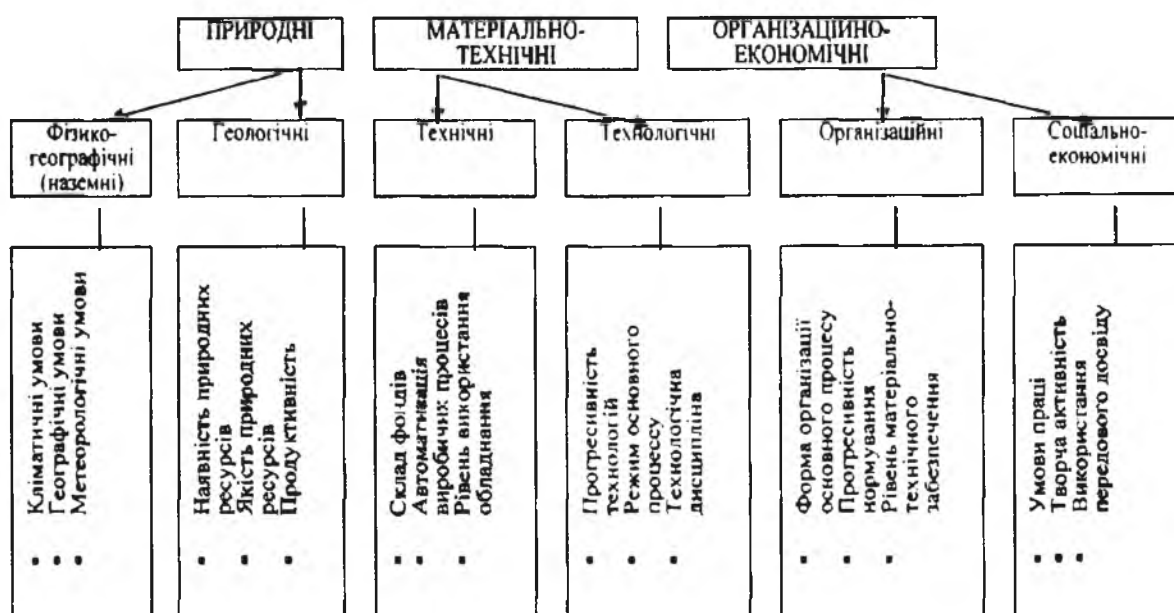 ПРИРОДНІ
МАТЕРІАЛЬНО-
ТЕХНІЧНІ
ОРГАНІЗАЦІЙНО-
ЕКОНОМІЧНІ
Фізико-
географічні
(наземні)
Геологічні
Технічні
Технологічні
Організаційні
Соціально-
економічні
• Кліматичні умови
• Географічні умови
• Метеорологічні умови
• Наявність природних
ресурсів
• Якість природних
ресурсів
• Продуктивність
• Склад фондів
• Автоматизація
виробичих процесів
• Рівень використання
обладнання
• Прогресивність
технологій
• Режим основного
процессу
• Технологічна
дисципліна
• Форма організації
основного процесу
• Прогресивність
нормування
• Рівень матеріально-
технічного
забезпечення
• Умови праці
• Творча активність
• Використання
передового досвіду